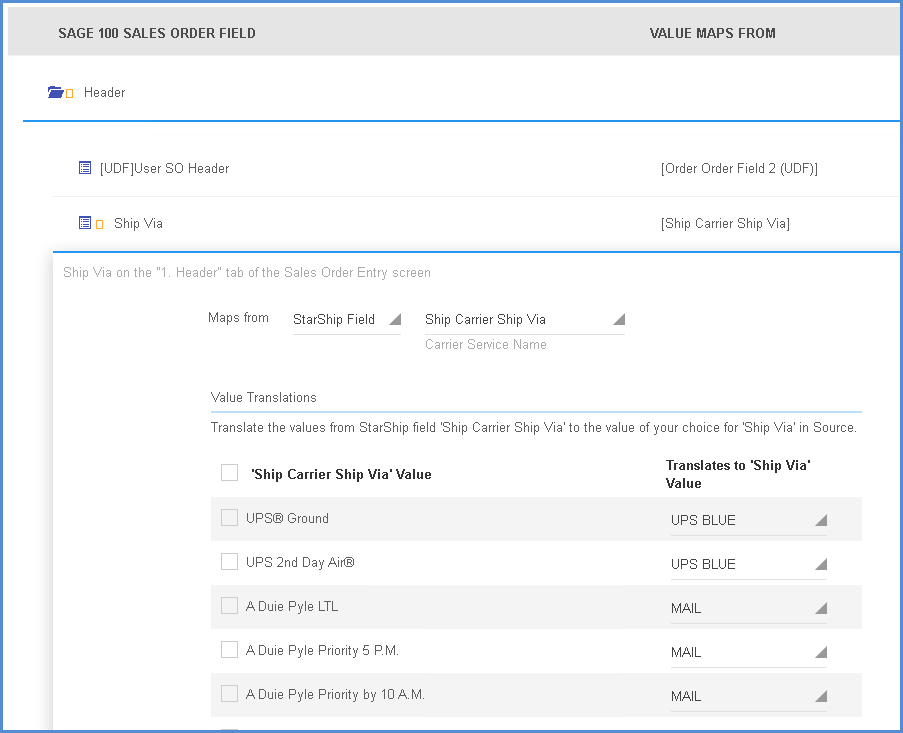 SAGE 100 SALES ORDER FIELD VALUE MAPS FROM
Header
[UDF]User SO Header [Order Order Field 2 (UDF)]
Ship Via [Ship Carrier Ship Via]
Ship Via on the "1. Header" tab of the Sales Order Entry screen
Maps from StarShip Field Ship Carrier Ship Via
Carrier Service Name
Value Translations
Translate the values from StarShip field 'Ship Carrier Ship Via' to the value of your choice for 'Ship Via' in Source.
'Ship Carrier Ship Via' Value Translates to 'Ship Via'
Value
UPS® Ground UPS BLUE
UPS 2nd Day Air® UPS BLUE
A Duie Pyle LTL MAIL
A Duie Pyle Priority 5 P.M. MAIL
A Duie Pyle Priority by 10 A.M. MAIL